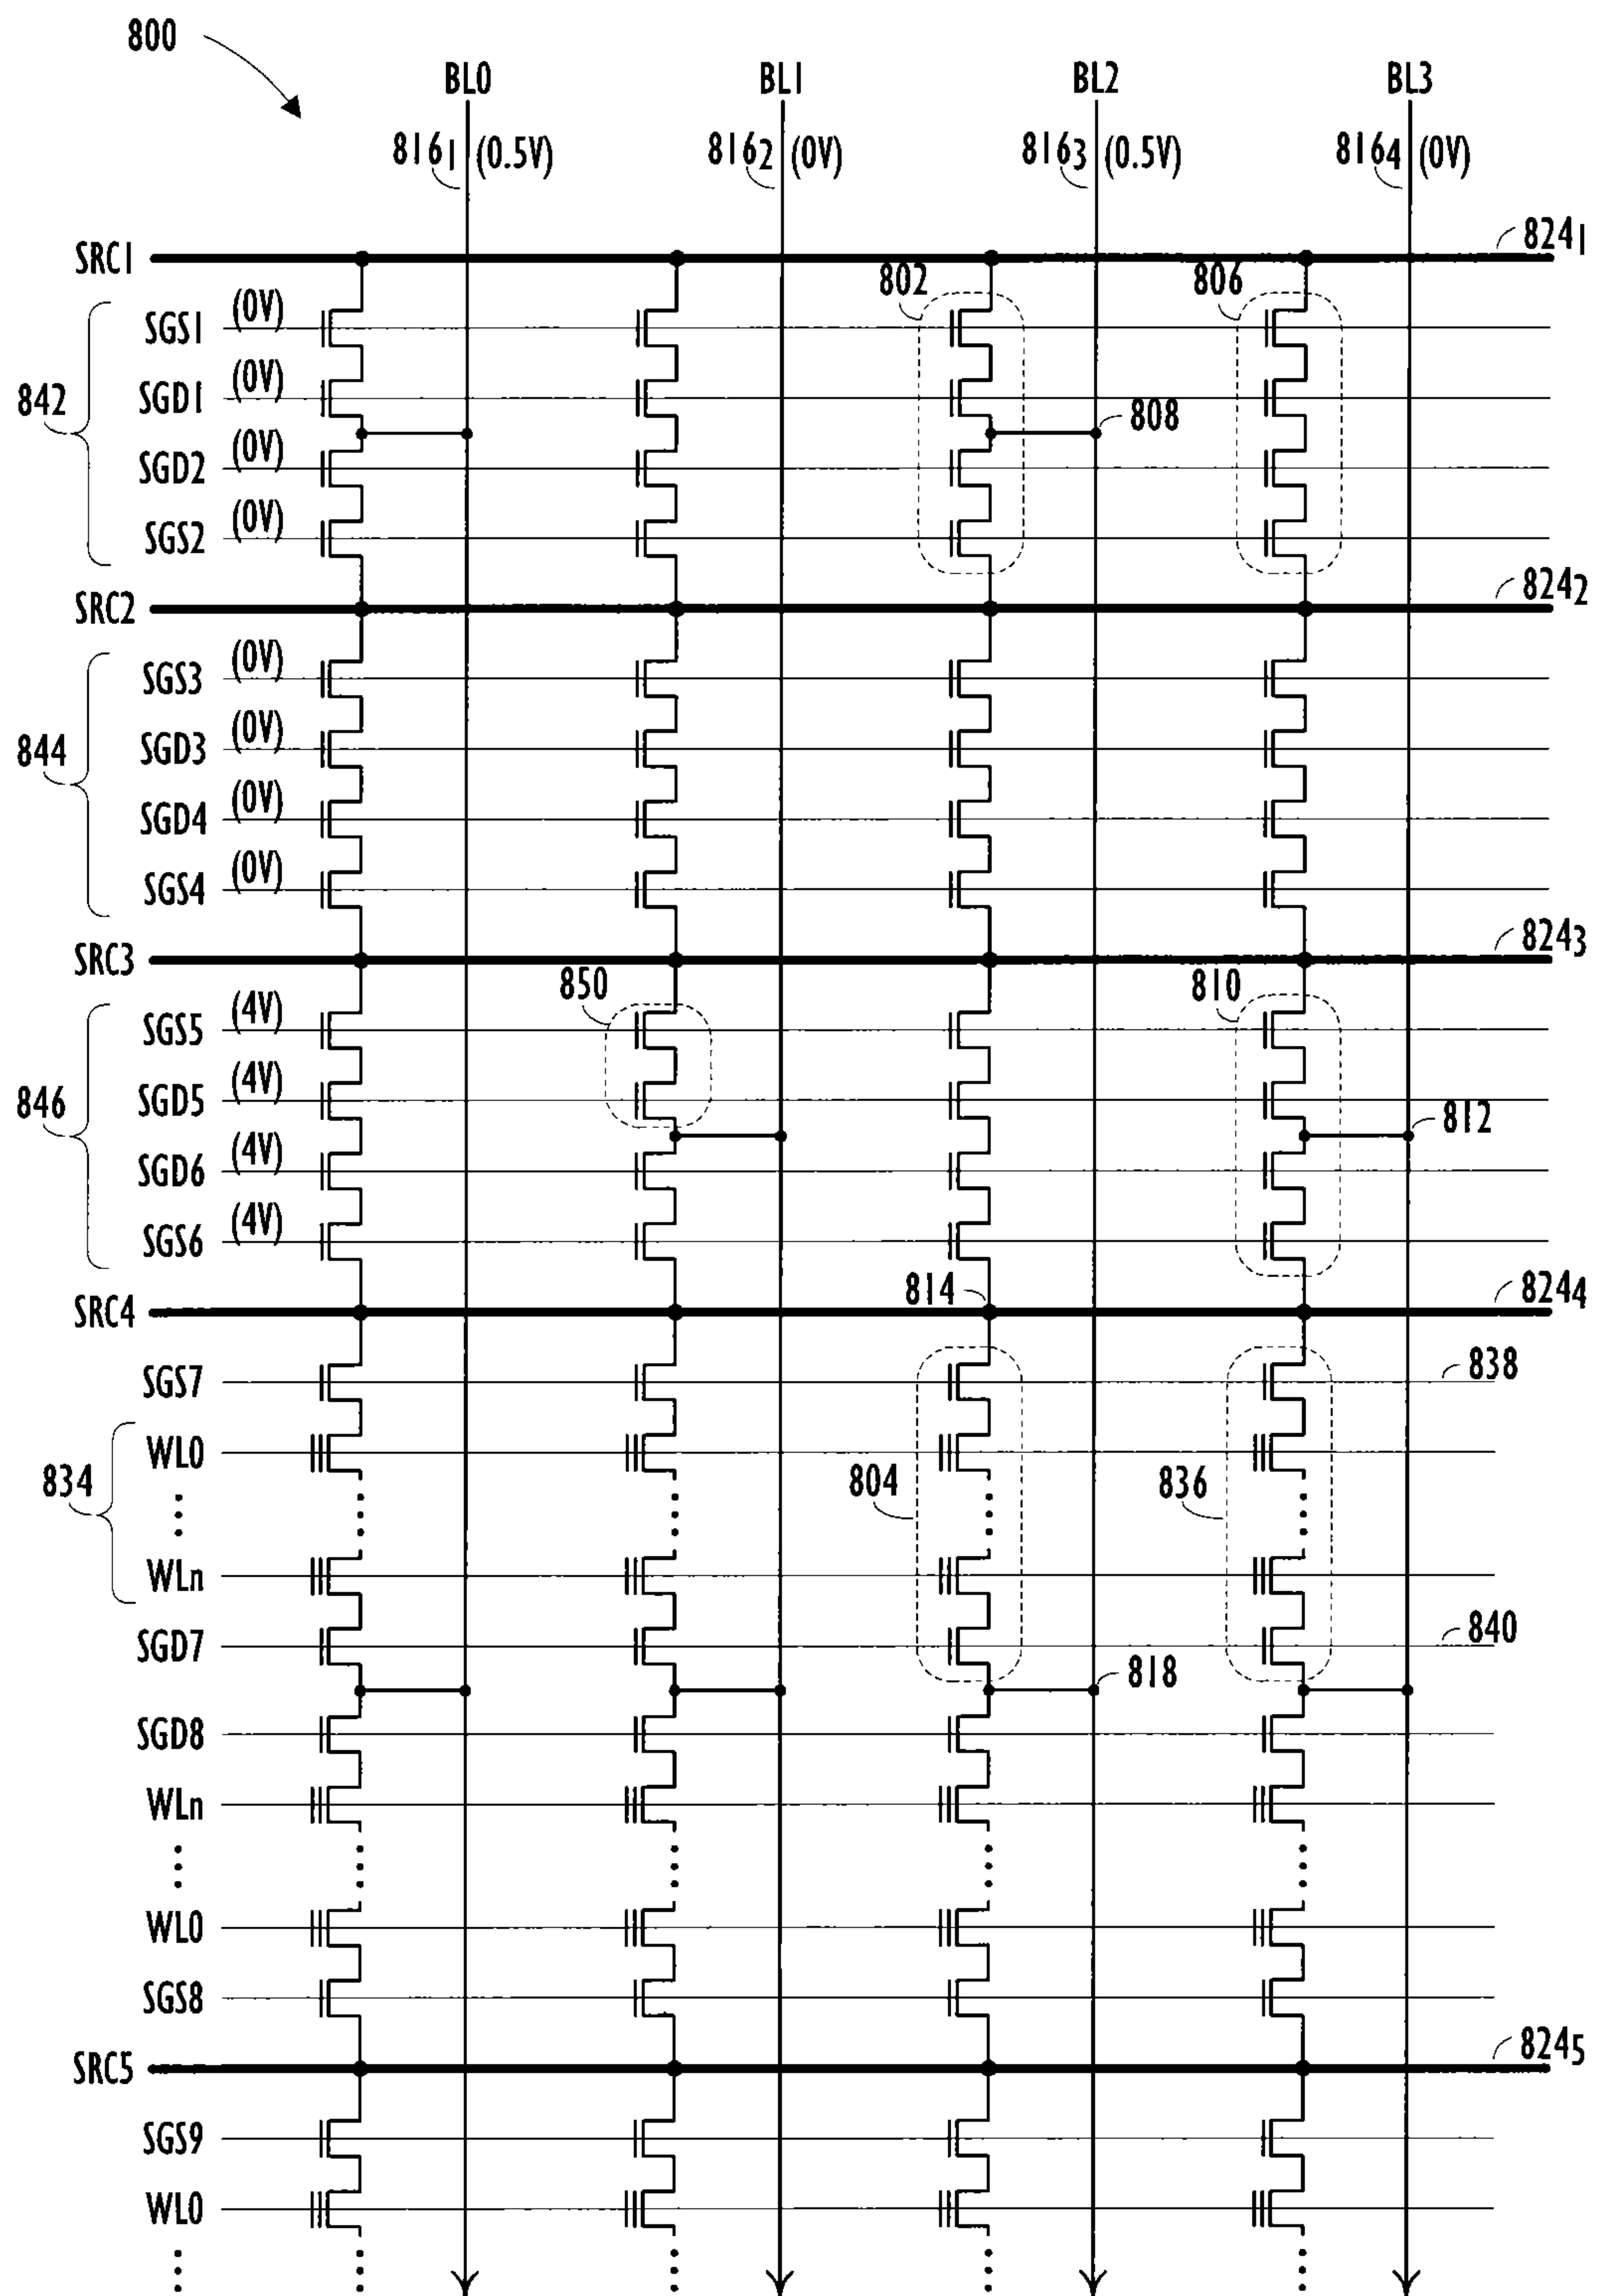 800
BL0 BL1 BL2 BL3
816₁ (0.5V) 816₂ (0V) 816₃ (0.5V) 816₄ (0V)
SRC1 824₁
802 806
SGS1 (0V)
842
SGD1 (0V)
808
SGD2 (0V)
SGS2 (0V)
SRC2 824₂
SGS3 (0V)
844
SGD3 (0V)
SGD4 (0V)
SGS4 (0V)
SRC3 824₃
850 810
SGS5 (4V)
846
SGD5 (4V)
812
SGD6 (4V)
SGS6 (4V)
814
SRC4 824₄
SGS7 838
WL0
834 804 836
WLn
SGD7 840
818
SGD8
WLn
WL0
SGS8
SRC5 824₅
SGS9
WL0